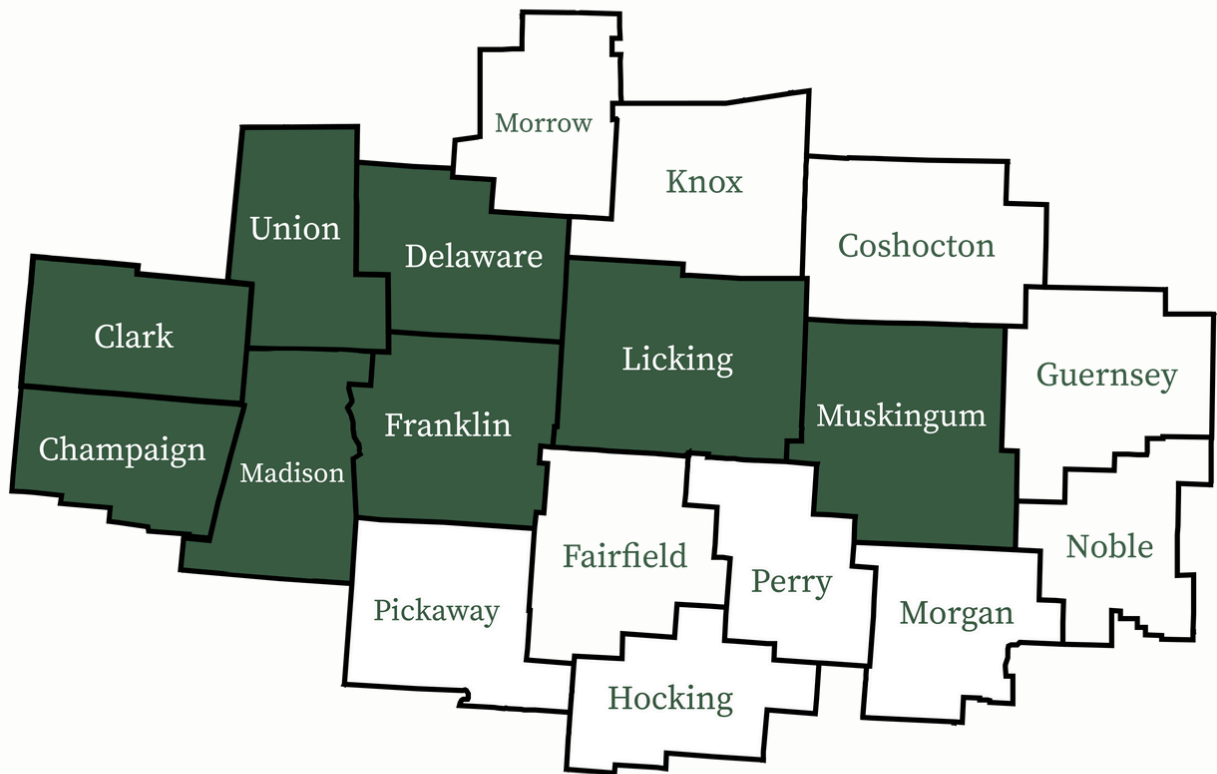 Morrow
Knox
Union
Coshocton
Delaware
Clark
Licking
Guernsey
Muskingum
Franklin
Champaign
Madison
Noble
Fairfield
Perry
Pickaway
Morgan
Hocking